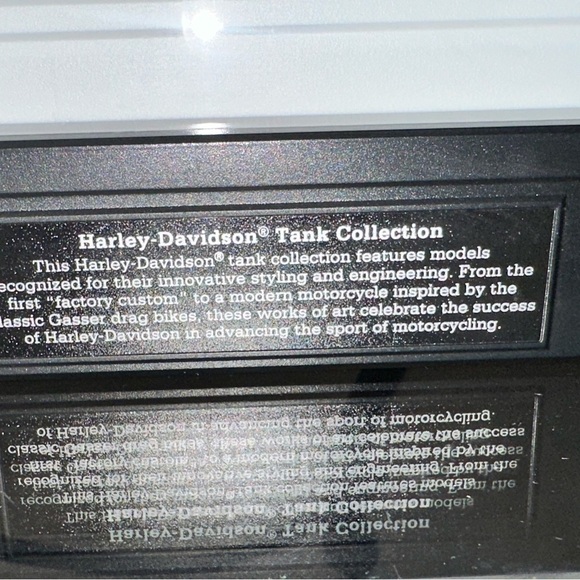 Harley-Davidson® Tank Collection
This Harley-Davidson® tank collection features models
ecognized for their innovative styling and engineering. From the
first "factory custom" to a modern motorcycle inspired by the
lassic Gasser drag bikes, these works of art celebrate the success
of Harley-Davidson in advancing the sport of motorcycling.